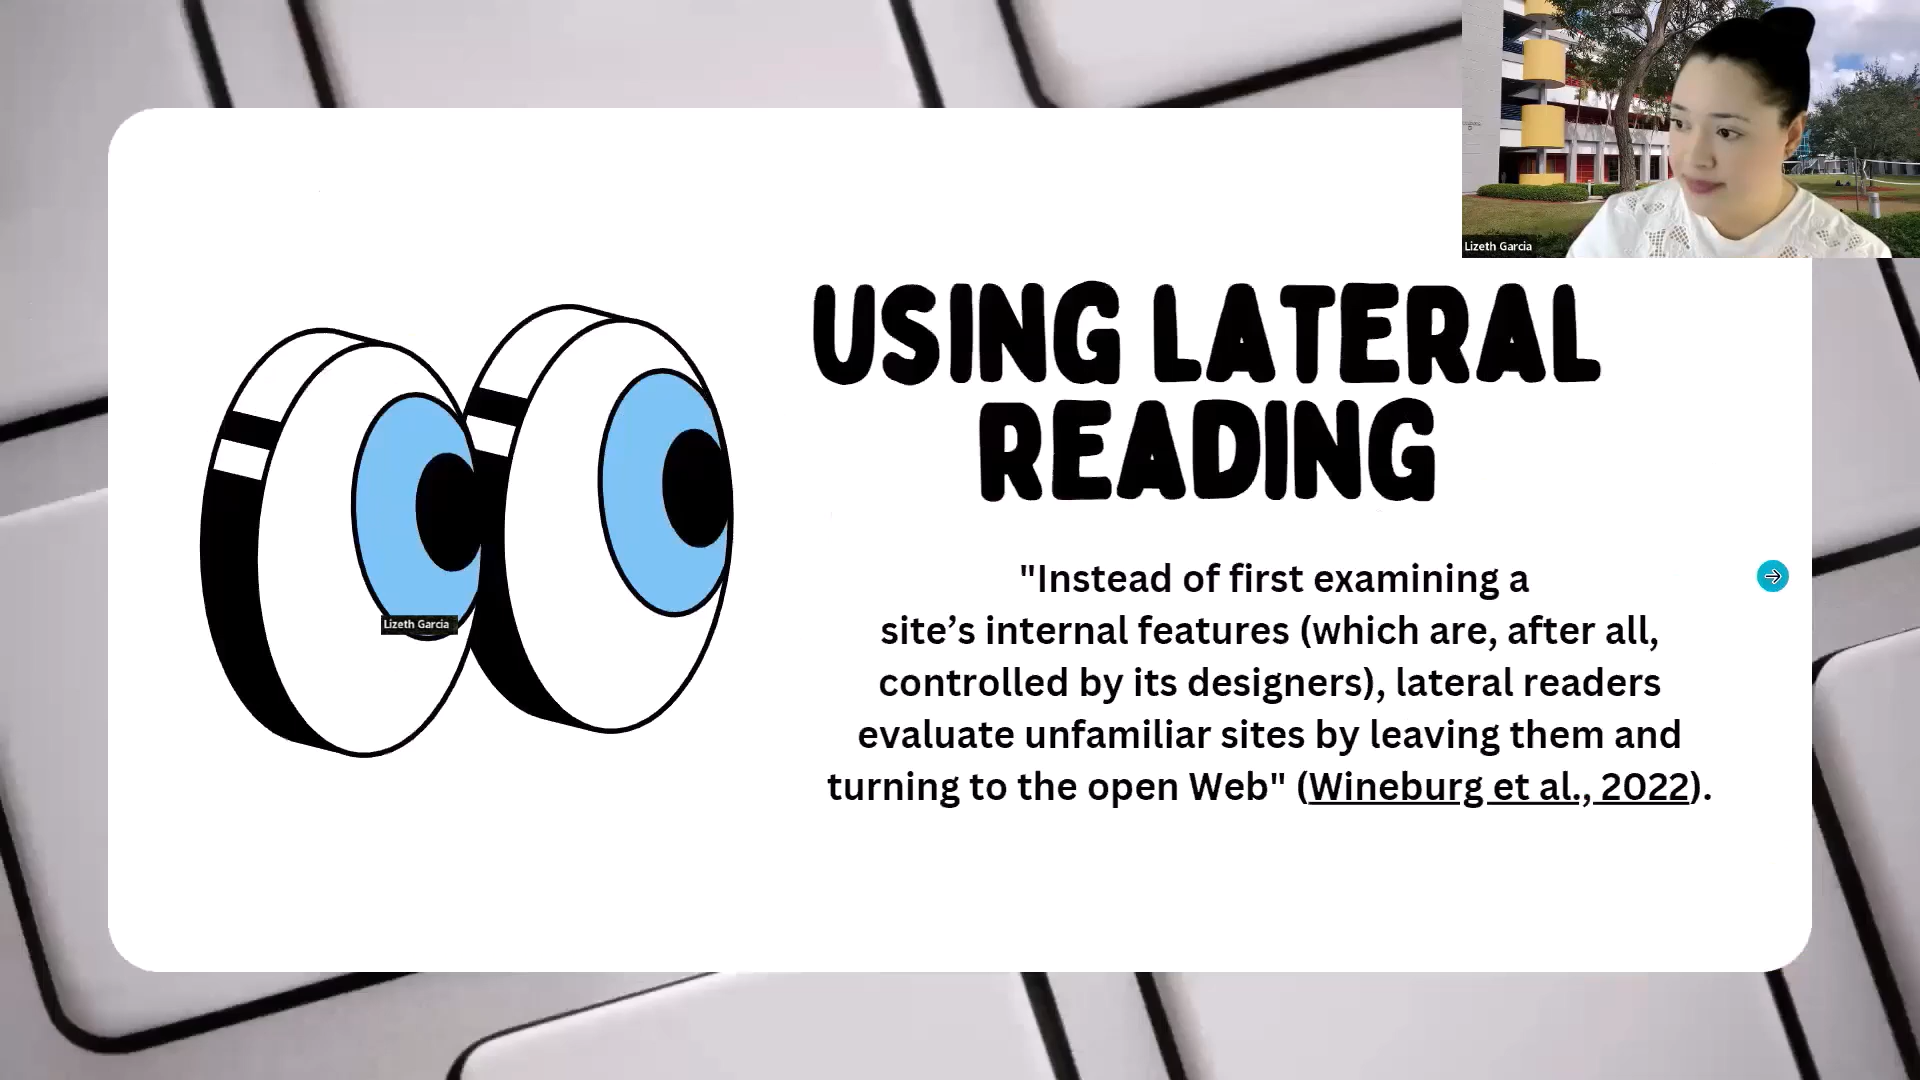 Lizeth Garcia
USING LATERAL
READING
"Instead of first examining a
site’s internal features (which are, after all,
controlled by its designers), lateral readers
evaluate unfamiliar sites by leaving them and
turning to the open Web" (Wineburg et al., 2022).
Lizeth Garcia